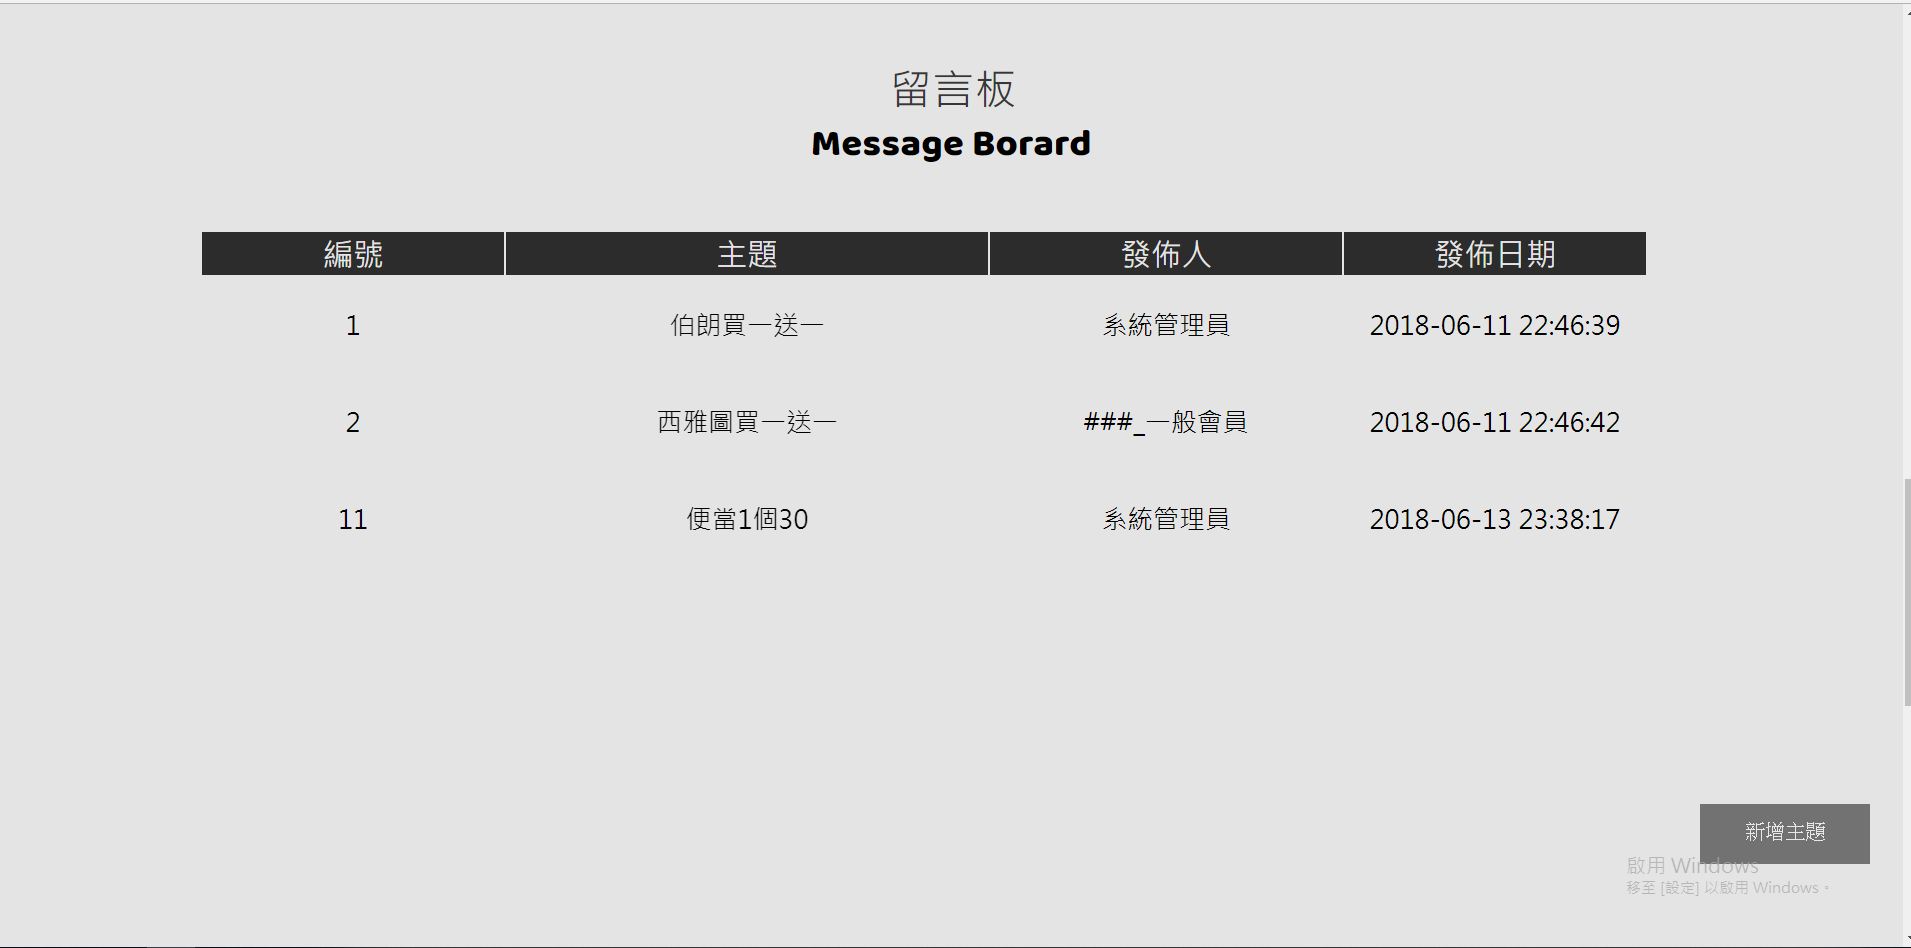 留言板
Message Borard
編號 主題 發佈人 發佈日期
1 伯朗買一送一 系統管理員 2018-06-11 22:46:39
2 西雅圖買一送一 ###_一般會員 2018-06-11 22:46:42
11 便當1個30 系統管理員 2018-06-13 23:38:17
新增主題
啟用 Windows
移至 [設定] 以啟用 Windows。